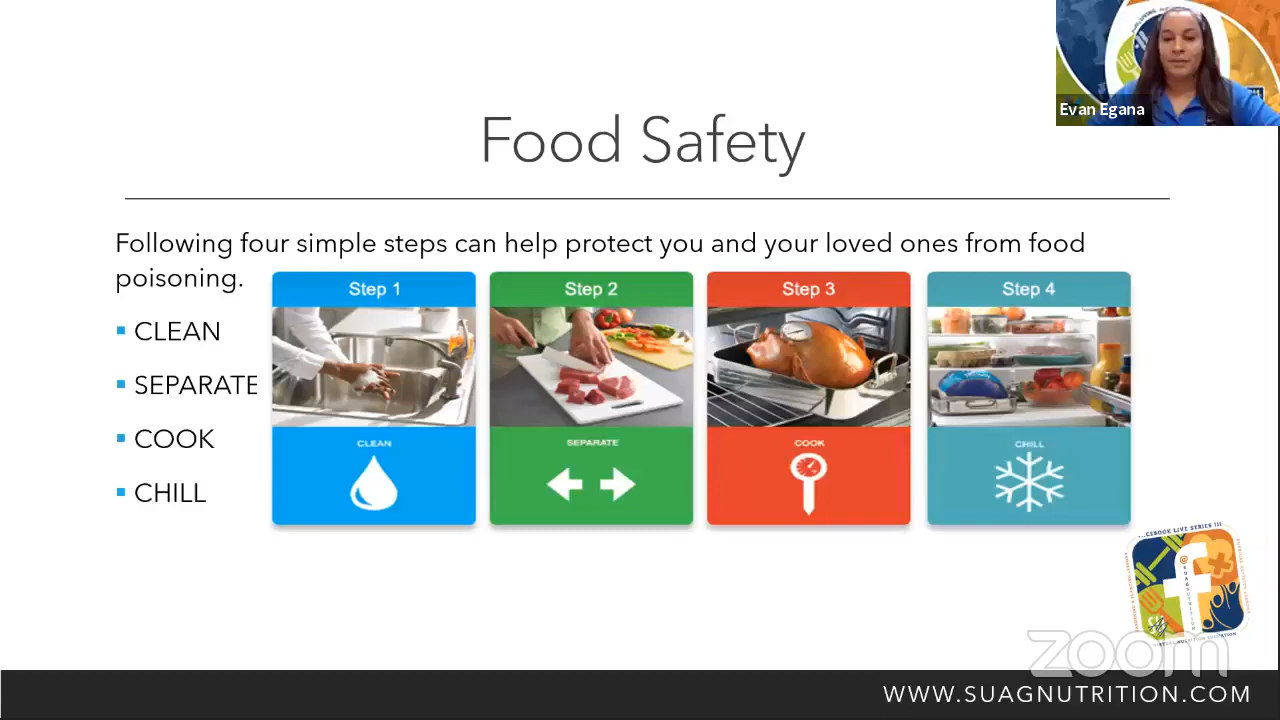 Evan Egana
Food Safety
Following four simple steps can help protect you and your loved ones from food
poisoning.
CLEAN
SEPARATE
COOK
CHILL
Step 1
CLEAN
Step 2
SEPARATE
Step 3
COOK
Step 4
CHILL
zoom
WWW.SUAGNUTRITION.COM